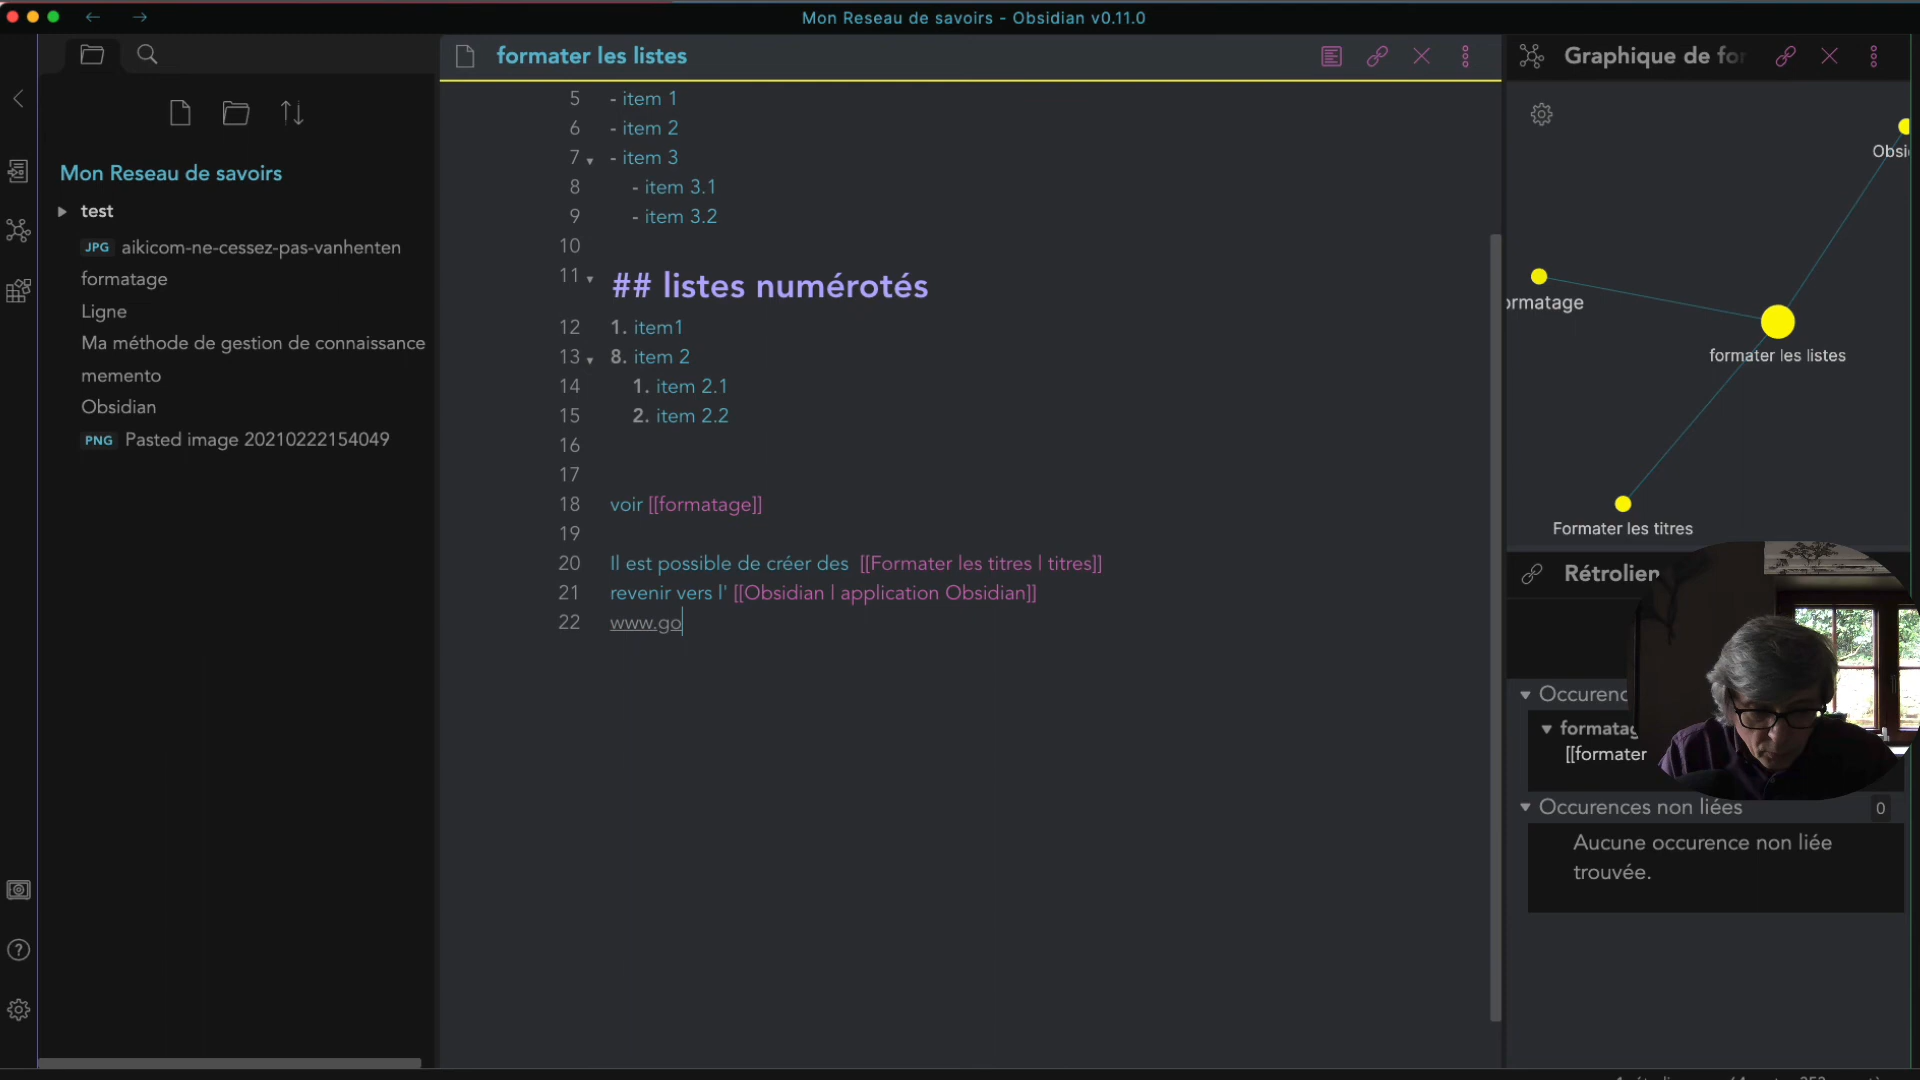 Mon Reseau de savoirs - Obsidian v0.11.0
formater les listes
Graphique de for
Mon Reseau de savoirs
test
JPG aikicom-ne-cessez-pas-vanhenten
formatage
Ligne
Ma méthode de gestion de connaissance
memento
Obsidian
PNG Pasted image 20210222154049
5 - item 1
6 - item 2
7 - item 3
8 - item 3.1
9 - item 3.2
10
11 ## listes numérotés
12 1. item1
13 8. item 2
14 1. item 2.1
15 2. item 2.2
16
17
18 voir [[formatage]]
19
20 Il est possible de créer des [[Formater les titres | titres]]
21 revenir vers l' [[Obsidian | application Obsidian]]
22 www.go
Obsi
ormatage
formater les listes
Formater les titres
Rétrolien
Occurenc
formatag
[[formater
Occurences non liées 0
Aucune occurence non liée
trouvée.